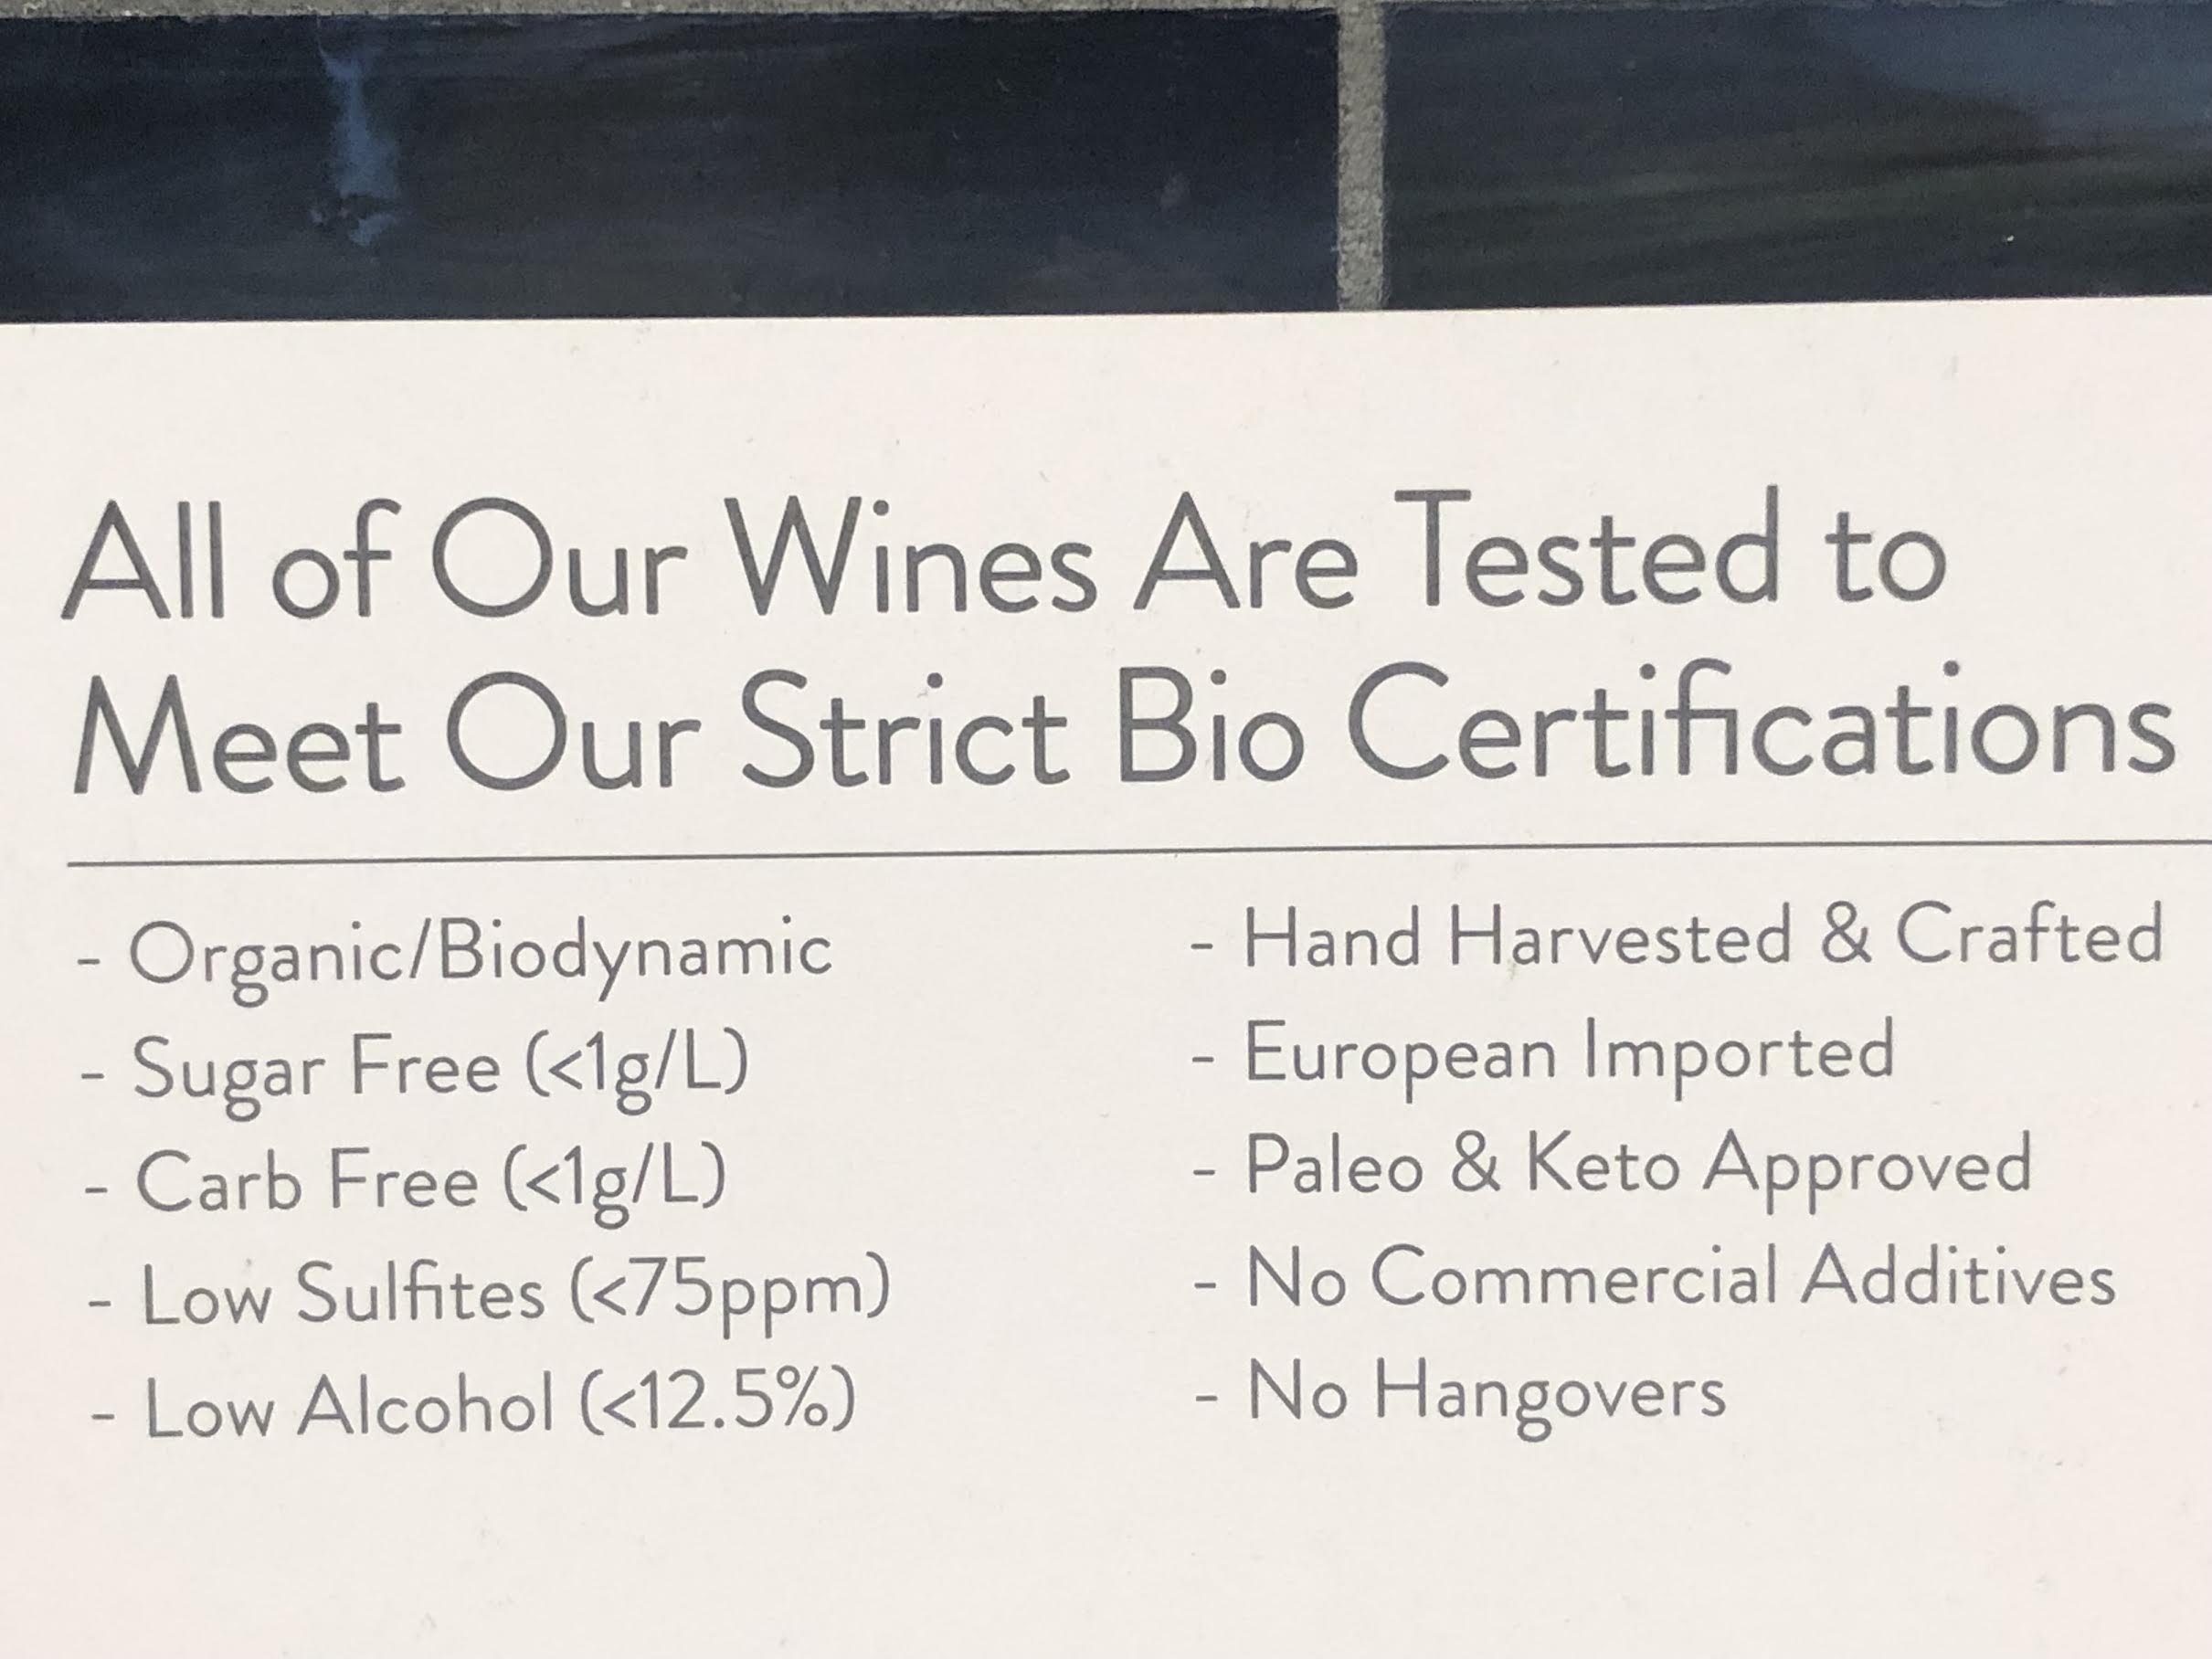 All of Our Wines Are Tested to
Meet Our Strict Bio Certifications
- Organic/Biodynamic
- Sugar Free (<1g/L)
- Carb Free (<1g/L)
- Low Sulfites (<75ppm)
- Low Alcohol (<12.5%)
- Hand Harvested & Crafted
- European Imported
- Paleo & Keto Approved
- No Commercial Additives
- No Hangovers